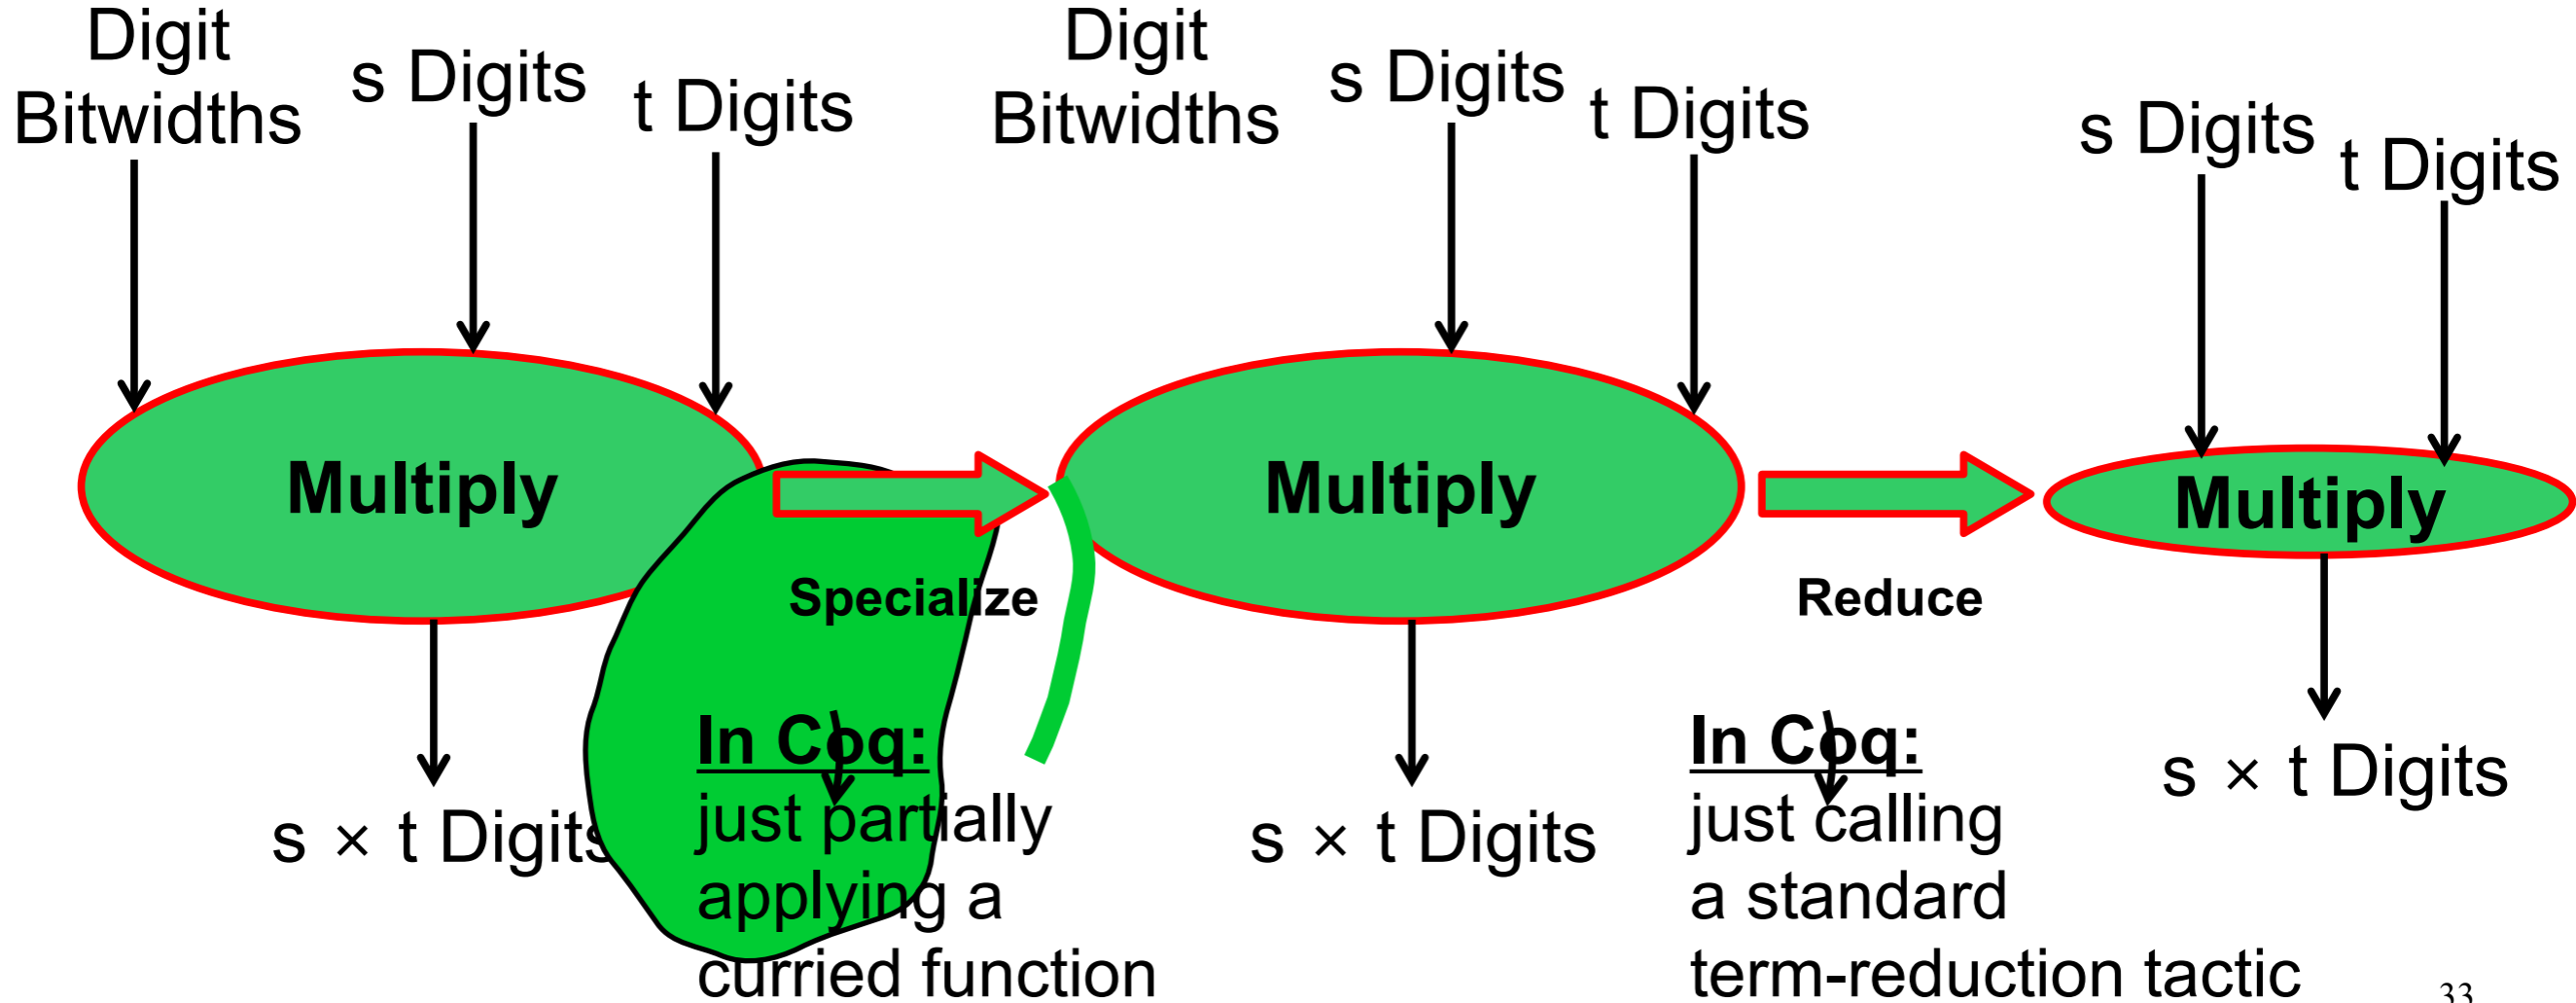 Digit
Bitwidths
s Digits
t Digits
Multiply
s × t Digits
Specialize
In Coq:
just partially
applying a
curried function
Digit
Bitwidths
s Digits
t Digits
Multiply
s × t Digits
Reduce
In Coq:
just calling
a standard
term-reduction tactic
s Digits
t Digits
Multiply
s × t Digits
33